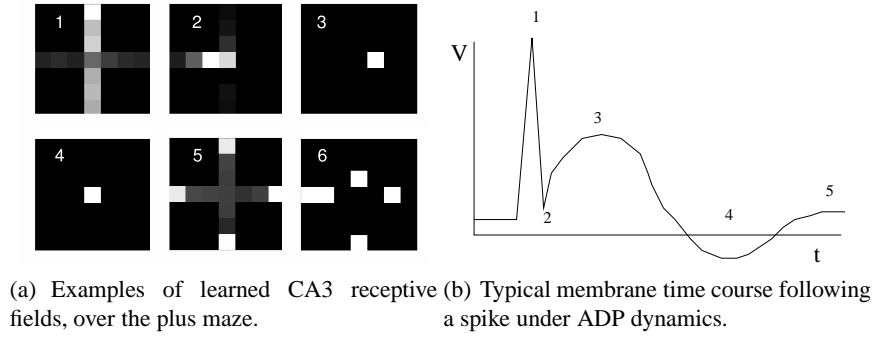 1 2 3
4 5 6
V
1
2
3
4
5
t
(a) Examples of learned CA3 receptive
fields, over the plus maze.
(b) Typical membrane time course following
a spike under ADP dynamics.